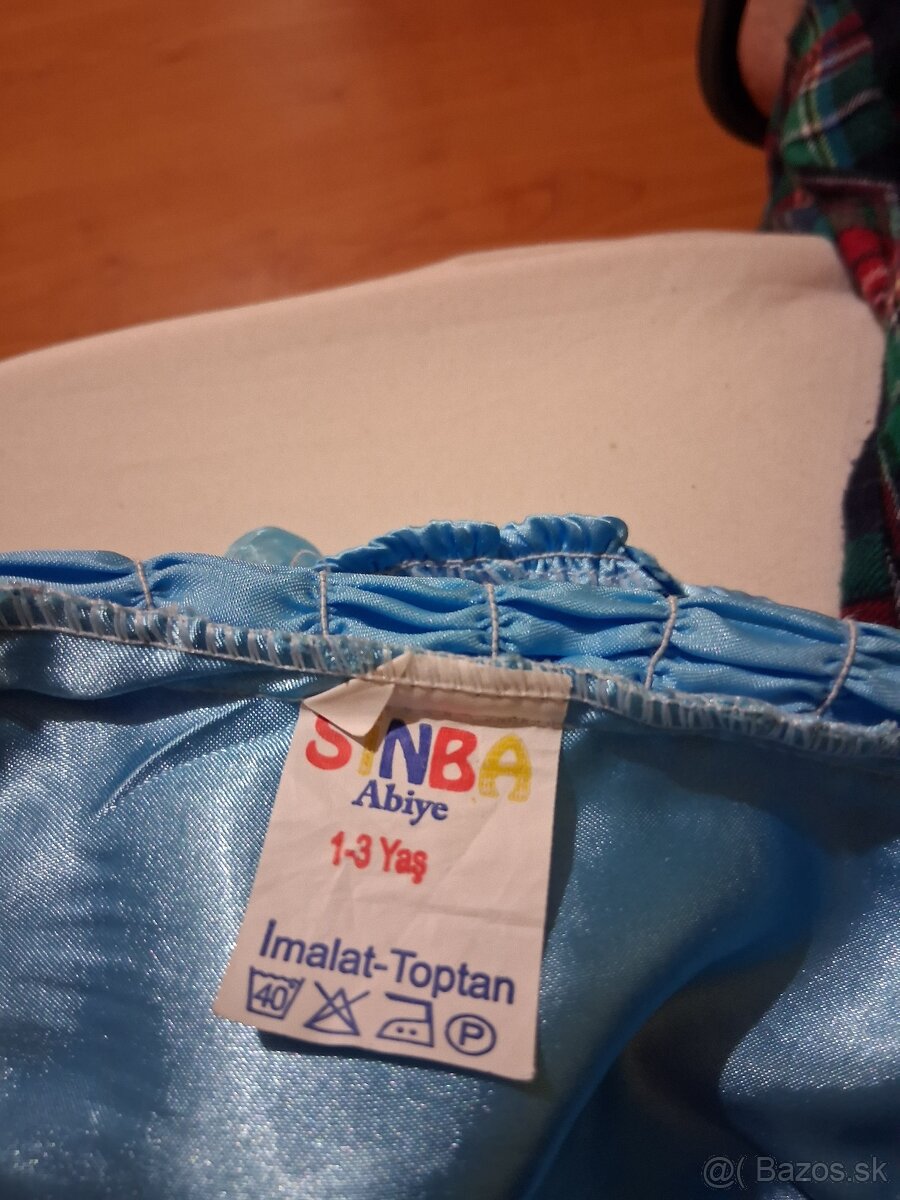 SINBA
Abiye
1-3 Yaş
İmalat-Toptan
40° P
@( Bazos.sk